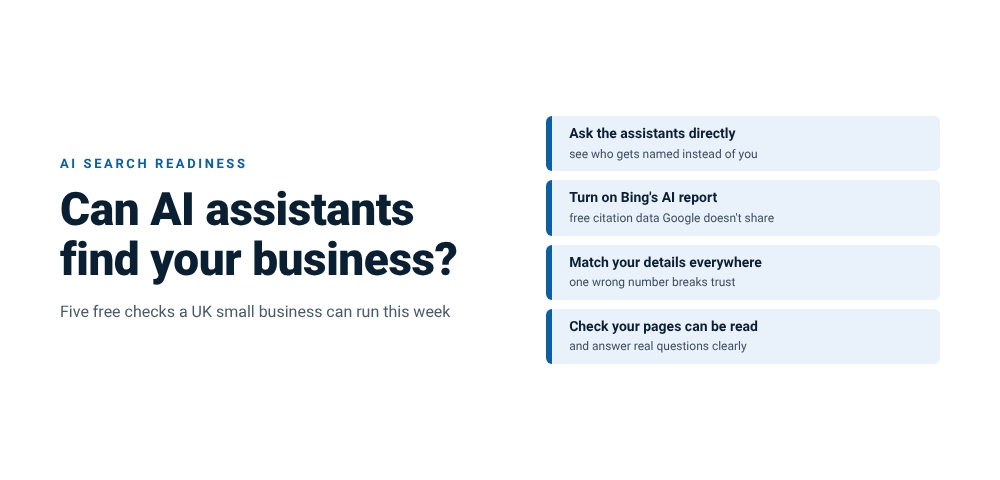 AI SEARCH READINESS
Can AI assistants
find your business?
Five free checks a UK small business can run this week
Ask the assistants directly
see who gets named instead of you
Turn on Bing's AI report
free citation data Google doesn't share
Match your details everywhere
one wrong number breaks trust
Check your pages can be read
and answer real questions clearly